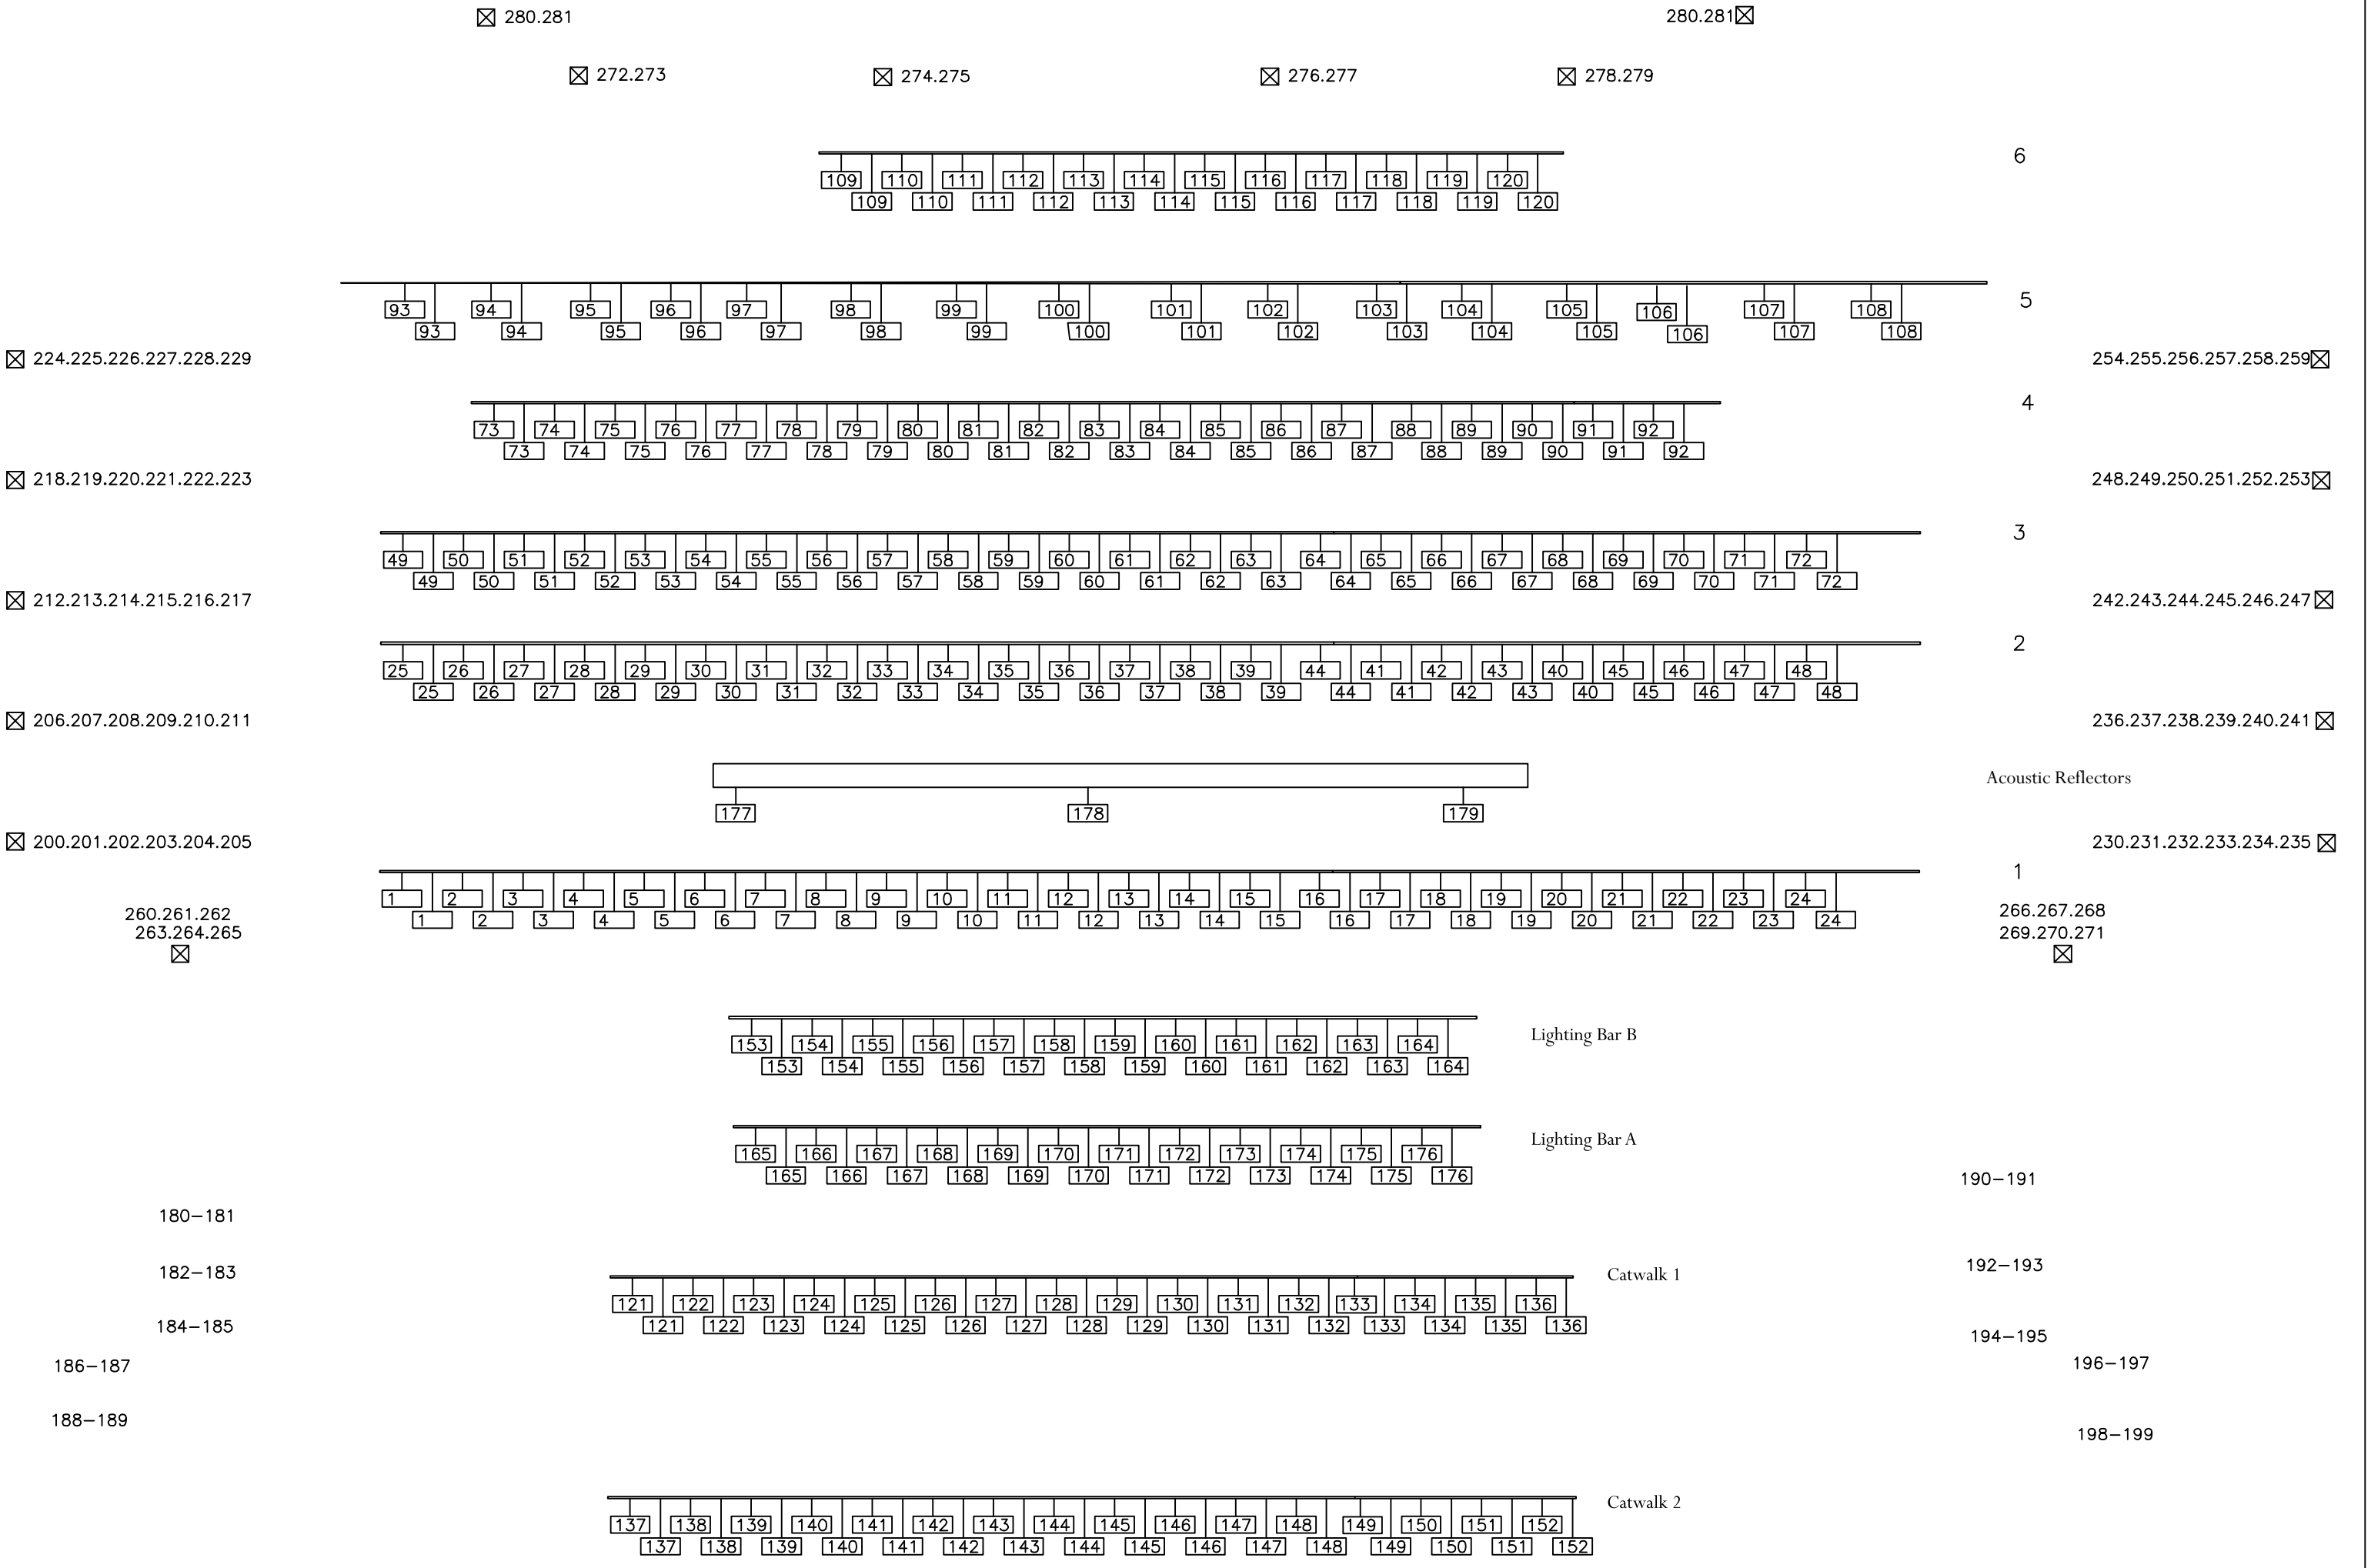 280.281 280.281
272.273 274.275 276.277 278.279
6
109 110 111 112 113 114 115 116 117 118 119 120
109 110 111 112 113 114 115 116 117 118 119 120
5
93 94 95 96 97 98 99 100 101 102 103 104 105 106 107 108
93 94 95 96 97 98 99 100 101 102 103 104 105 106 107 108
224.225.226.227.228.229 254.255.256.257.258.259
4
73 74 75 76 77 78 79 80 81 82 83 84 85 86 87 88 89 90 91 92
73 74 75 76 77 78 79 80 81 82 83 84 85 86 87 88 89 90 91 92
218.219.220.221.222.223 248.249.250.251.252.253
3
49 50 51 52 53 54 55 56 57 58 59 60 61 62 63 64 65 66 67 68 69 70 71 72
49 50 51 52 53 54 55 56 57 58 59 60 61 62 63 64 65 66 67 68 69 70 71 72
212.213.214.215.216.217 242.243.244.245.246.247
2
25 26 27 28 29 30 31 32 33 34 35 36 37 38 39 44 41 42 43 40 45 46 47 48
25 26 27 28 29 30 31 32 33 34 35 36 37 38 39 44 41 42 43 40 45 46 47 48
206.207.208.209.210.211 236.237.238.239.240.241
Acoustic Reflectors
177 178 179
200.201.202.203.204.205 230.231.232.233.234.235
1
1 2 3 4 5 6 7 8 9 10 11 12 13 14 15 16 17 18 19 20 21 22 23 24
1 2 3 4 5 6 7 8 9 10 11 12 13 14 15 16 17 18 19 20 21 22 23 24
260.261.262 266.267.268
263.264.265 269.270.271
Lighting Bar B
153 154 155 156 157 158 159 160 161 162 163 164
153 154 155 156 157 158 159 160 161 162 163 164
Lighting Bar A
165 166 167 168 169 170 171 172 173 174 175 176
165 166 167 168 169 170 171 172 173 174 175 176
190-191
180-181
192-193
182-183
Catwalk 1
121 122 123 124 125 126 127 128 129 130 131 132 133 134 135 136
121 122 123 124 125 126 127 128 129 130 131 132 133 134 135 136
184-185 194-195
186-187 196-197
188-189
198-199
Catwalk 2
137 138 139 140 141 142 143 144 145 146 147 148 149 150 151 152
137 138 139 140 141 142 143 144 145 146 147 148 149 150 151 152